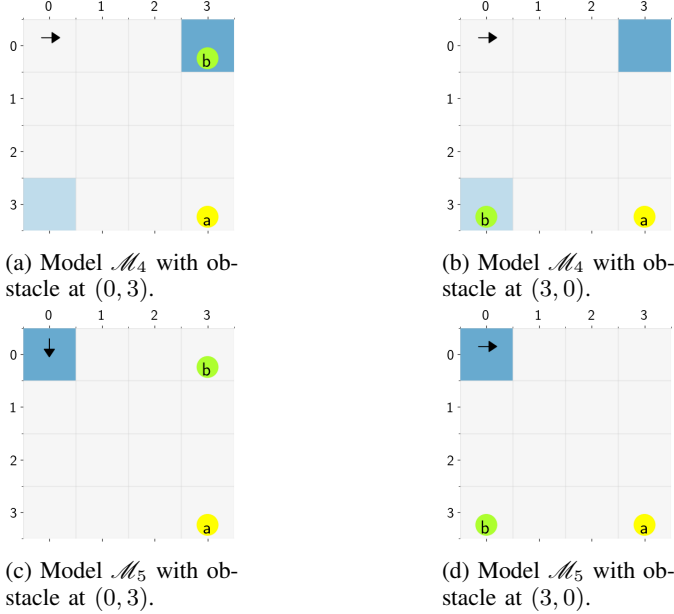 0 1 2 3
0 b
1
2
3 a
(a) Model ℳ₄ with ob-
stacle at (0, 3).
0 1 2 3
0
1
2
3 b a
(b) Model ℳ₄ with ob-
stacle at (3, 0).
0 1 2 3
0 b
1
2
3 a
(c) Model ℳ₅ with ob-
stacle at (0, 3).
0 1 2 3
0
1
2
3 b a
(d) Model ℳ₅ with ob-
stacle at (3, 0).